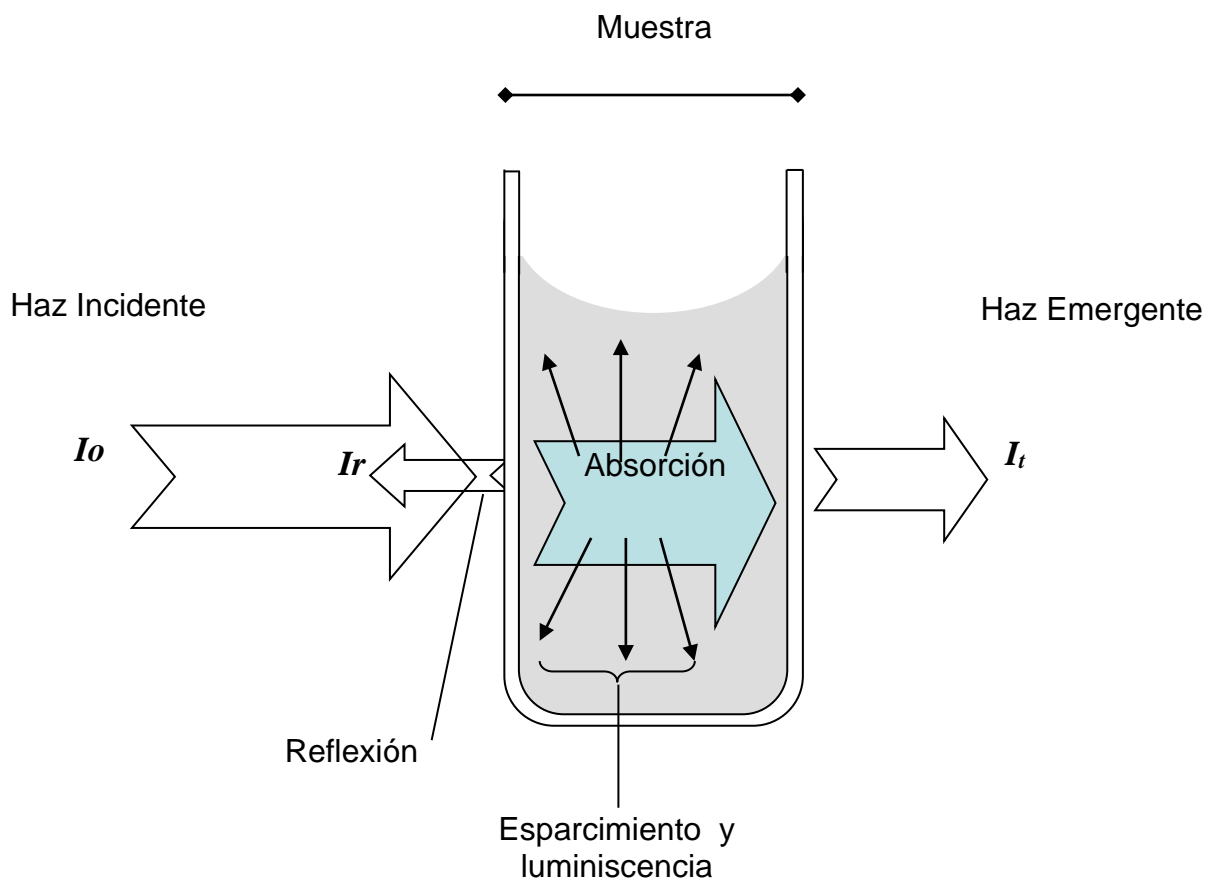 Muestra
Haz Incidente
Haz Emergente
Io
Ir
Absorción
It
Reflexión
Esparcimiento y
luminiscencia